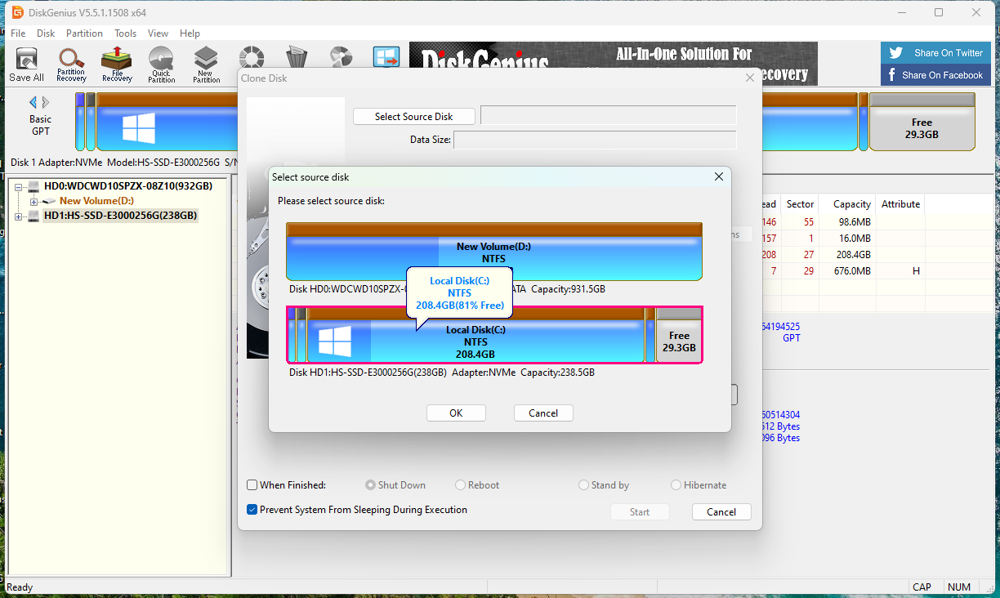 DiskGenius V5.5.1.1508 x64
File Disk Partition Tools View Help
Save All
Partition Recovery
File Recovery
Quick Partition
New Partition
DiskGenius
All-In-One Solution For
ecovery
Share On Twitter
Share On Facebook
Basic
GPT
Free
29.3GB
Disk 1 Adapter:NVMe Model:HS-SSD-E3000256G S/N
HD0:WDCWD10SPZX-08Z10(932GB)
New Volume(D:)
HD1:HS-SSD-E3000256G(238GB)
Clone Disk
Select Source Disk
Data Size:
Select source disk
Please select source disk:
New Volume(D:)
NTFS
Disk HD0:WDCWD10SPZX- ATA Capacity:931.5GB
Local Disk(C:)
NTFS
208.4GB(81% Free)
Local Disk(C:)
NTFS
208.4GB
Free
29.3GB
Disk HD1:HS-SSD-E3000256G(238GB) Adapter:NVMe Capacity:238.5GB
OK Cancel
ead Sector Capacity Attribute
146 55 98.6MB
157 1 16.0MB
208 27 208.4GB
7 29 676.0MB H
ns
64194525
GPT
60514304
512 Bytes
096 Bytes
When Finished: Shut Down Reboot Stand by Hibernate
Prevent System From Sleeping During Execution
Start Cancel
Ready CAP NUM